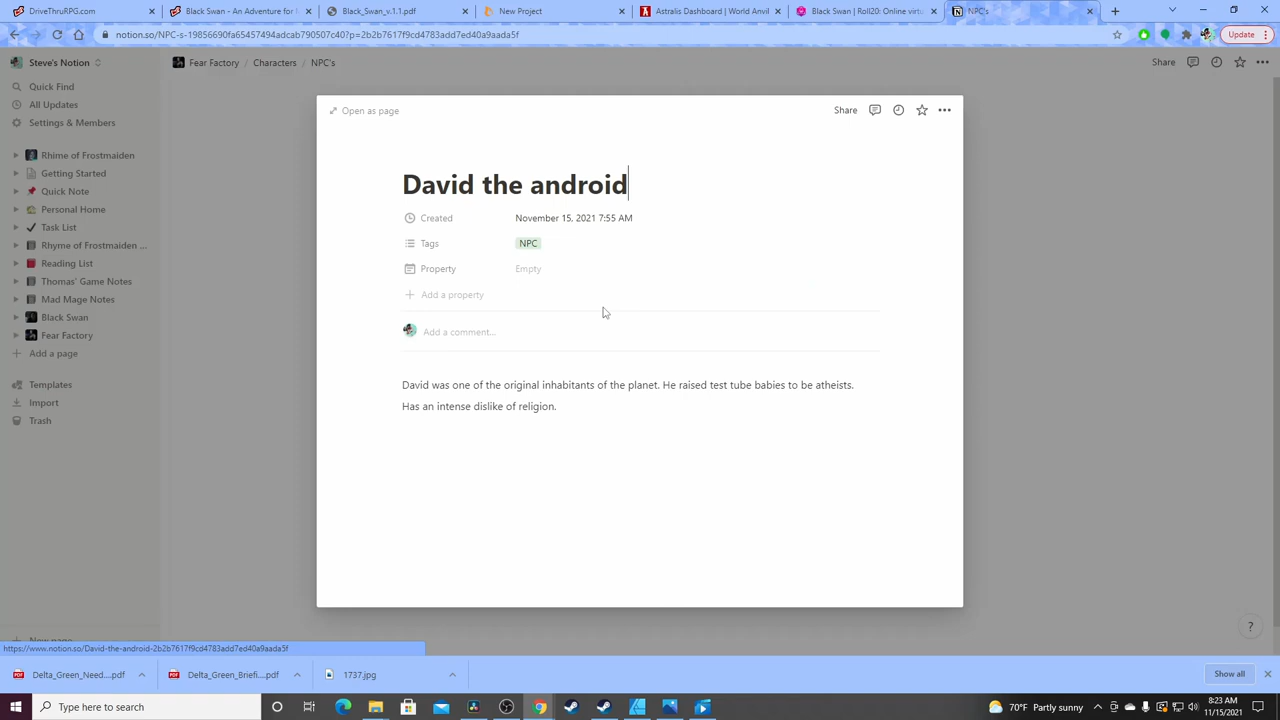 DriveThruRPG.com
Black Swan - An Adventure for
Black_Swan_v.1.1.pdf
New Project
Astralis Dashboard | World Anvil
Black Swan | Roll20: Online virtu
NPC's
notion.so/NPC-s-19856690fa65457494adcab790507c40?p=2b2b7617f9cd4783add7ed40a9aada5f
Update
Steve's Notion
Fear Factory / Characters / NPC's
Share
Quick Find
All Updates
Settings & Members
Rhime of Frostmaiden
Getting Started
Quick Note
Personal Home
Task List
Rhyme of Frostmaiden ...
Reading List
Thomas' Game Notes
Mad Mage Notes
Black Swan
Fear Factory
Add a page
Templates
Import
Trash
New page
Open as page
Share
David the android
Created November 15, 2021 7:55 AM
Tags NPC
Property Empty
Add a property
Add a comment...
David was one of the original inhabitants of the planet. He raised test tube babies to be atheists.
Has an intense dislike of religion.
?
https://www.notion.so/David-the-android-2b2b7617f9cd4783add7ed40a9aada5f
Delta_Green_Need....pdf
Delta_Green_Briefi....pdf
1737.jpg
Show all
Type here to search
70°F Partly sunny
8:23 AM
11/15/2021